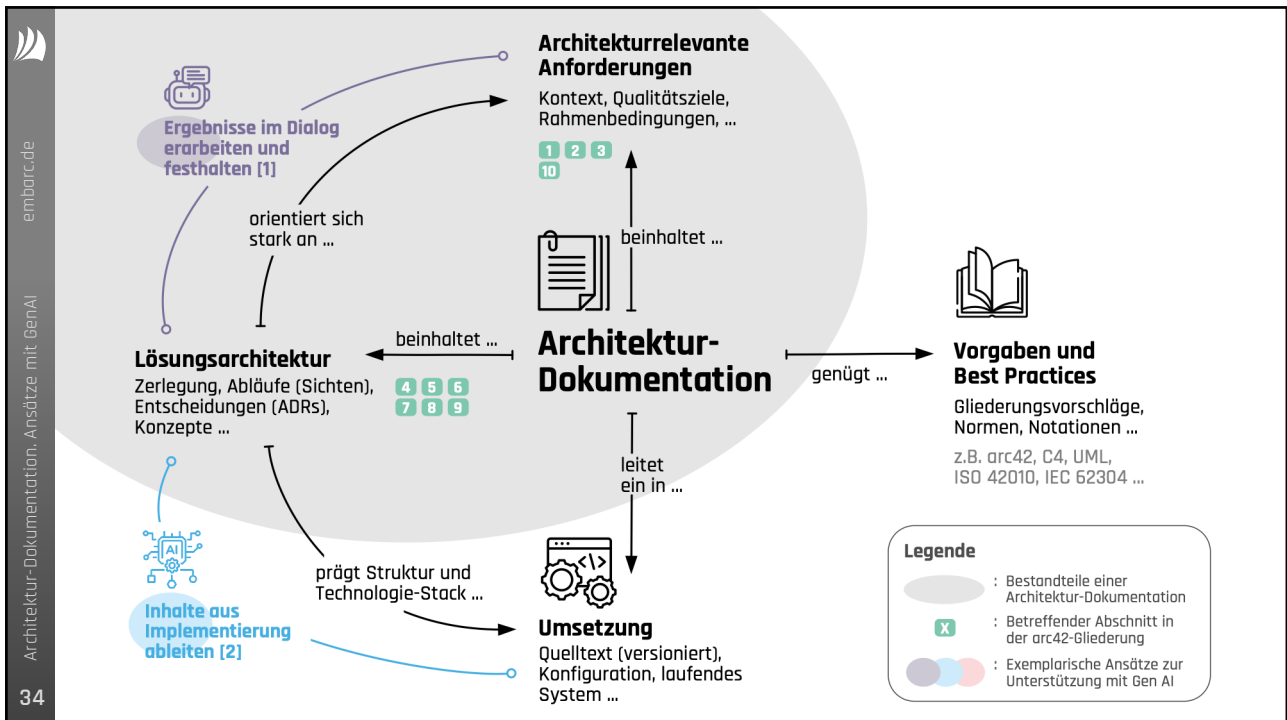 embarc.de
Architektur-Dokumentation. Ansätze mit GenAI
34
Architekturrelevante
Anforderungen
Kontext, Qualitätsziele,
Rahmenbedingungen, ...
1 2 3
10
Ergebnisse im Dialog
erarbeiten und
festhalten [1]
orientiert sich
stark an ...
beinhaltet ...
Architektur-
Dokumentation
beinhaltet ...
4 5 6
7 8 9
Lösungsarchitektur
Zerlegung, Abläufe (Sichten),
Entscheidungen (ADRs),
Konzepte ...
genügt ...
Vorgaben und
Best Practices
Gliederungsvorschläge,
Normen, Notationen ...
z.B. arc42, C4, UML,
ISO 42010, IEC 62304 ...
leitet
ein in ...
AI
Inhalte aus
Implementierung
ableiten [2]
prägt Struktur und
Technologie-Stack ...
</>
Umsetzung
Quelltext (versioniert),
Konfiguration, laufendes
System ...
Legende
: Bestandteile einer
Architektur-Dokumentation
X : Betreffender Abschnitt in
der arc42-Gliederung
: Exemplarische Ansätze zur
Unterstützung mit Gen AI